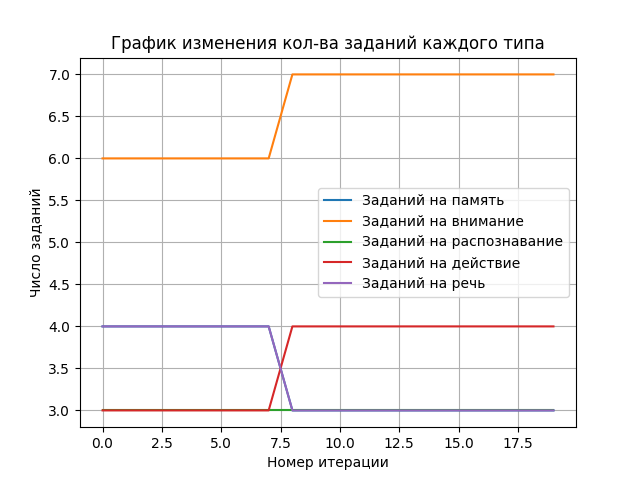 График изменения кол-ва заданий каждого типа
Число заданий
7.0
6.5
6.0
5.5
5.0
4.5
4.0
3.5
3.0
Заданий на память
Заданий на внимание
Заданий на распознавание
Заданий на действие
Заданий на речь
0.0 2.5 5.0 7.5 10.0 12.5 15.0 17.5
Номер итерации